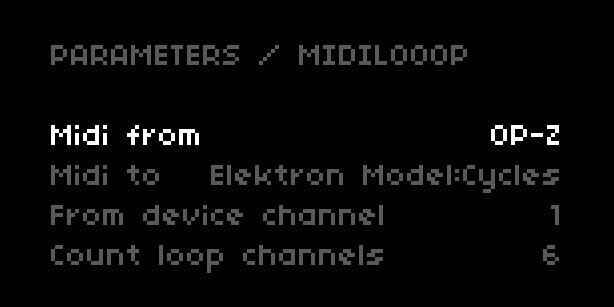 PARAMETERS / MIDILOOOP
Midi from OP-Z
Midi to Elektron Model:Cycles
From device channel 1
Count loop channels 6